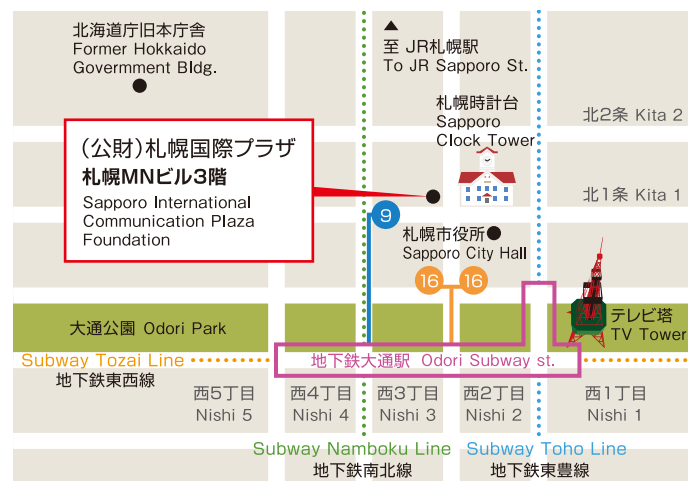 北海道庁旧本庁舎
Former Hokkaido
Govermment Bldg.
至 JR札幌駅
To JR Sapporo St.
札幌時計台
Sapporo
Clock Tower
北2条 Kita 2
(公財)札幌国際プラザ
札幌MNビル3階
Sapporo International
Communication Plaza
Foundation
北1条 Kita 1
9
札幌市役所
Sapporo City Hall
16 16
大通公園 Odori Park
テレビ塔
TV Tower
Subway Tozai Line
地下鉄東西線
地下鉄大通駅 Odori Subway st.
西5丁目
Nishi 5
西4丁目
Nishi 4
西3丁目
Nishi 3
西2丁目
Nishi 2
西1丁目
Nishi 1
Subway Namboku Line
地下鉄南北線
Subway Toho Line
地下鉄東豊線